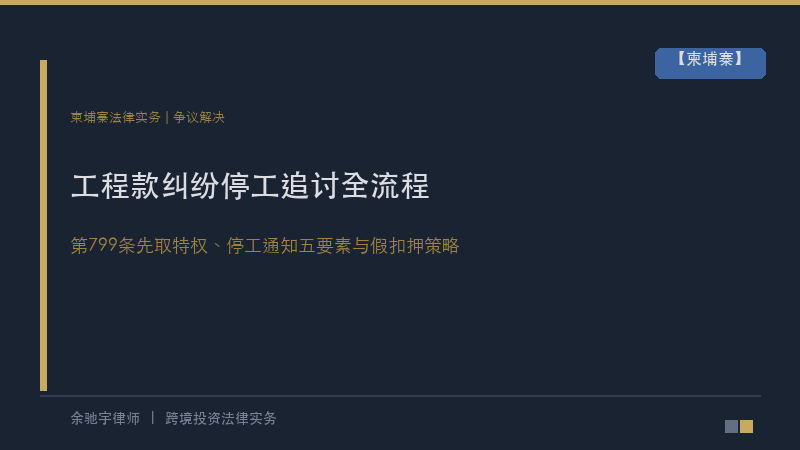 【柬埔寨】
柬埔寨法律实务 | 争议解决
工程款纠纷停工追讨全流程
第799条先取特权、停工通知五要素与假扣押策略
余驰宇律师 | 跨境投资法律实务